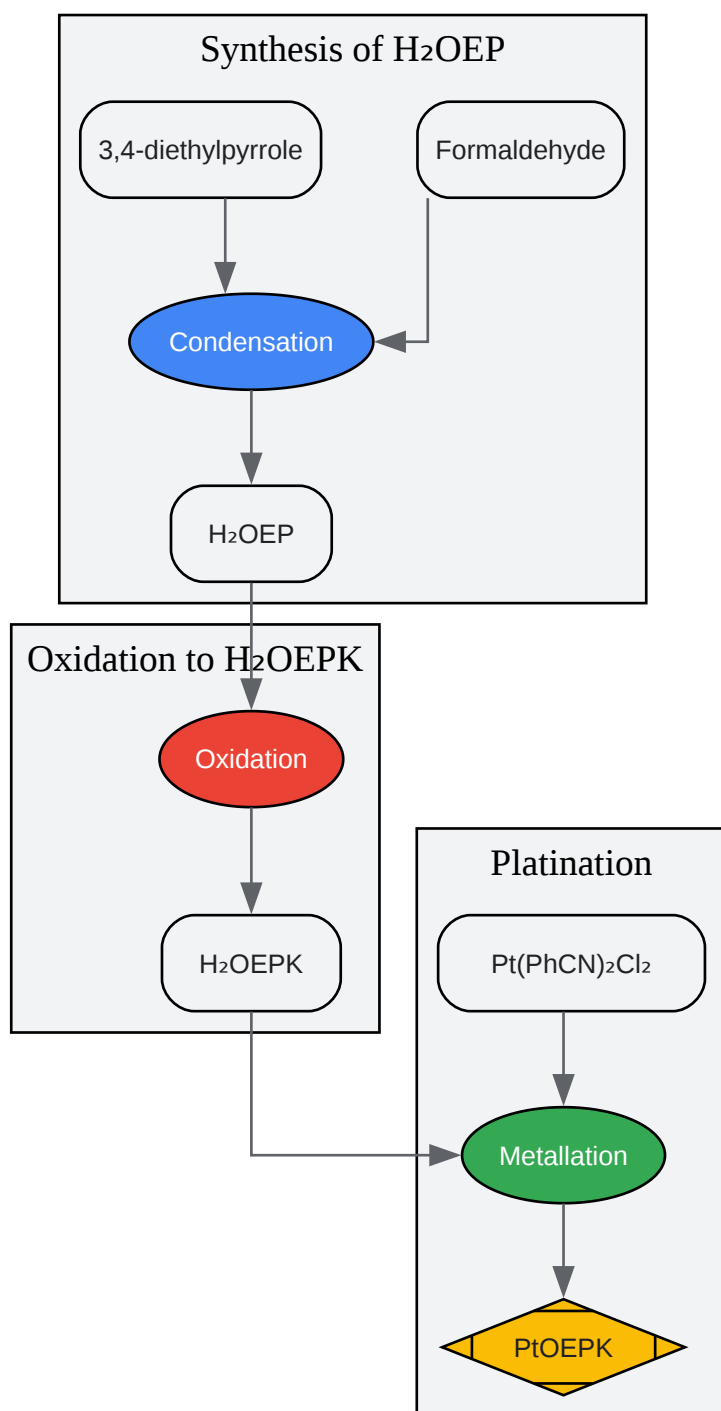 Synthesis of H₂OEP
3,4-diethylpyrrole
Formaldehyde
Condensation
H₂OEP
Oxidation to H₂OEPK
Oxidation
Platination
H₂OEPK
Pt(PhCN)₂Cl₂
Metallation
PtOEPK